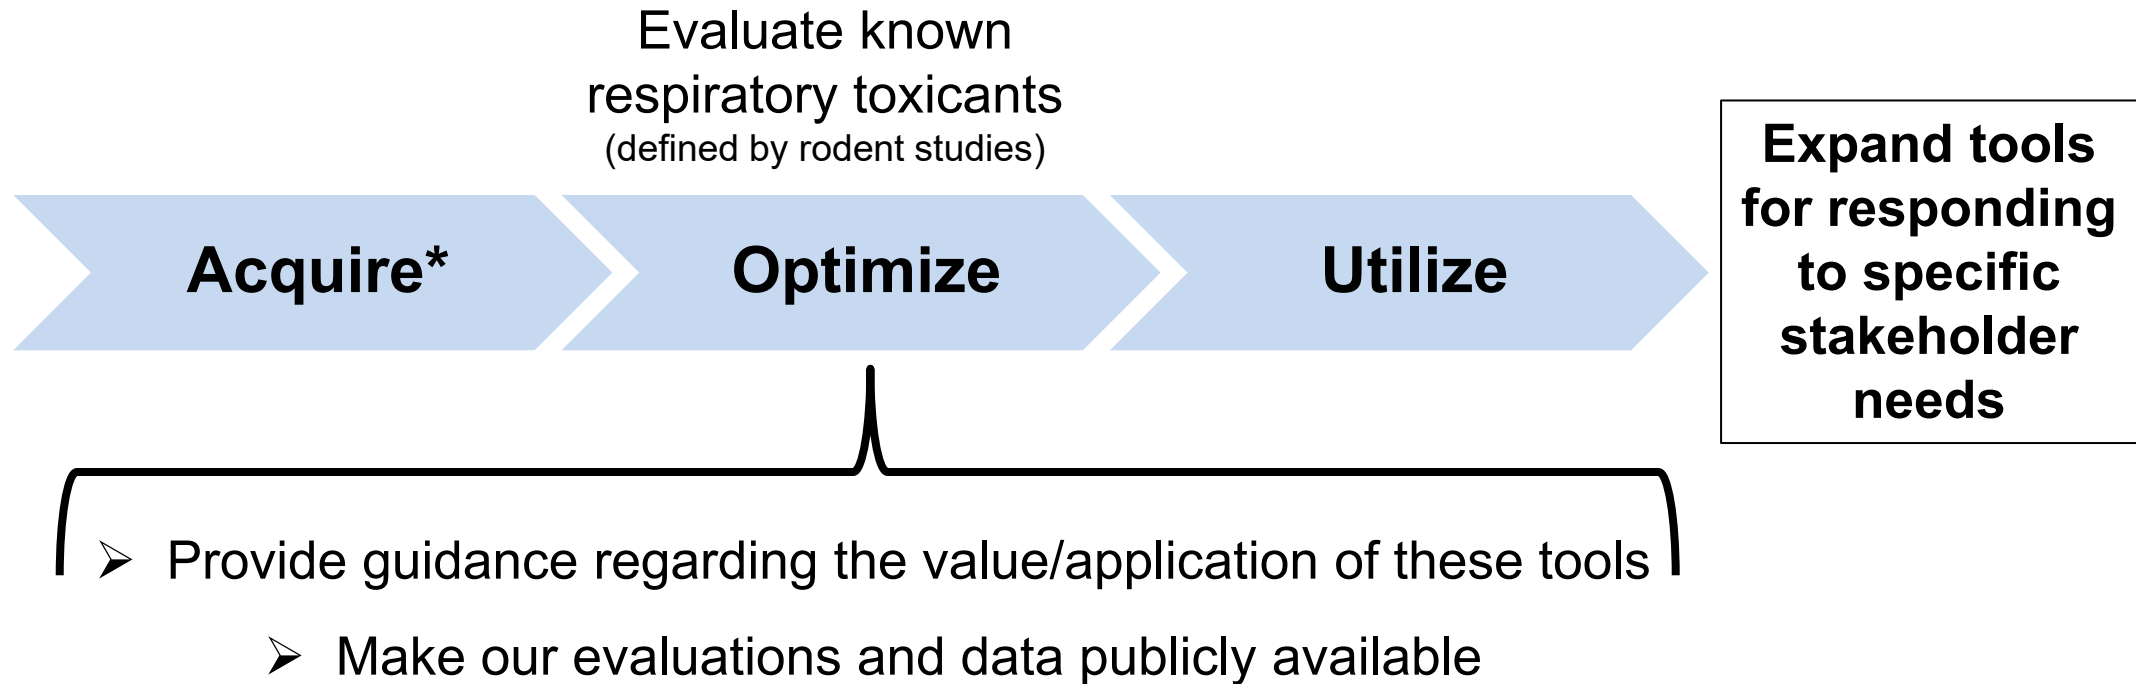 Evaluate known
respiratory toxicants
(defined by rodent studies)
Acquire*
Optimize
Utilize
Expand tools
for responding
to specific
stakeholder
needs
➢ Provide guidance regarding the value/application of these tools
➢ Make our evaluations and data publicly available